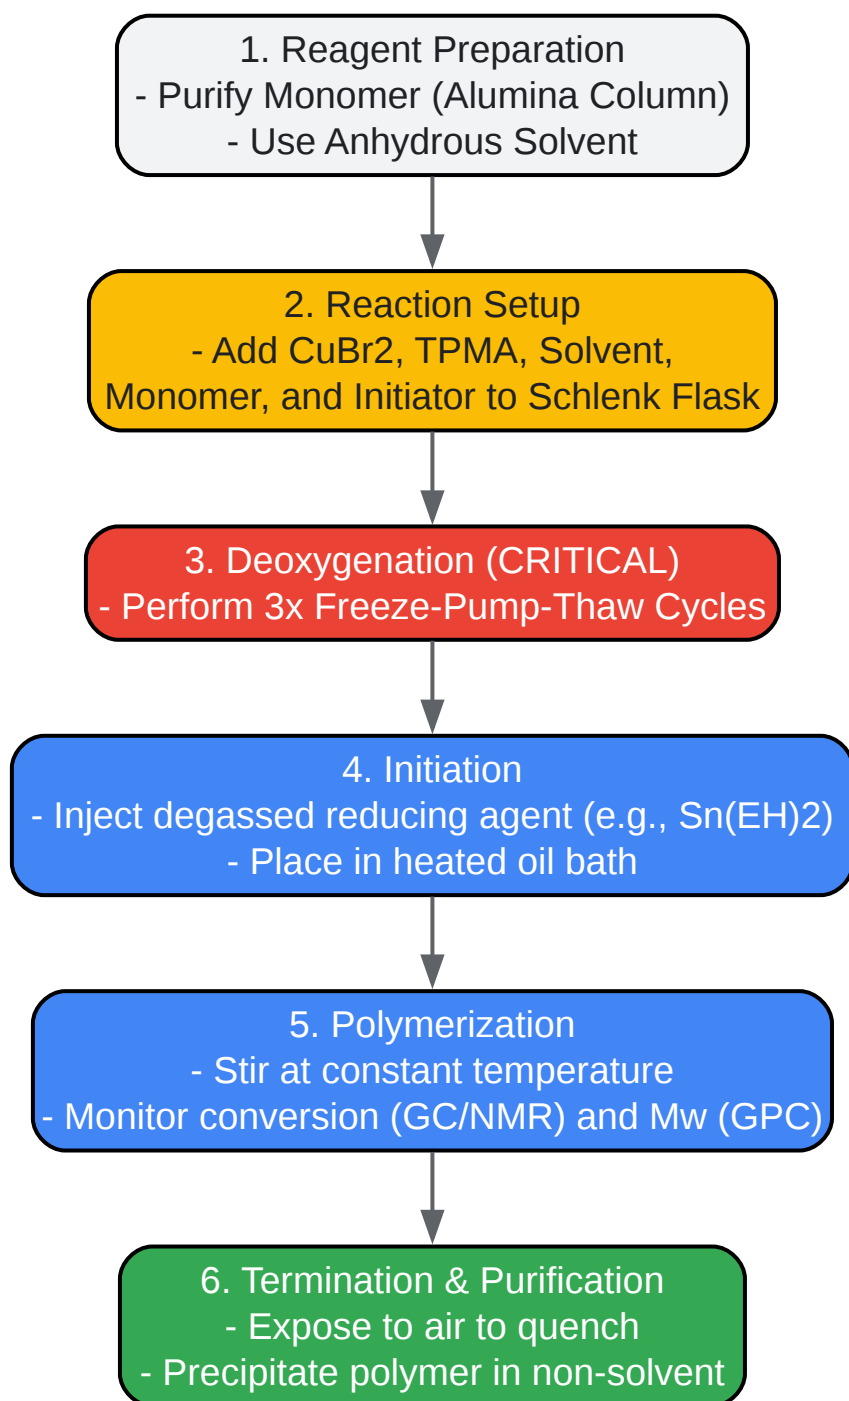 1. Reagent Preparation
- Purify Monomer (Alumina Column)
- Use Anhydrous Solvent
2. Reaction Setup
- Add CuBr2, TPMA, Solvent,
Monomer, and Initiator to Schlenk Flask
3. Deoxygenation (CRITICAL)
- Perform 3x Freeze-Pump-Thaw Cycles
4. Initiation
- Inject degassed reducing agent (e.g., Sn(EH)2)
- Place in heated oil bath
5. Polymerization
- Stir at constant temperature
- Monitor conversion (GC/NMR) and Mw (GPC)
6. Termination & Purification
- Expose to air to quench
- Precipitate polymer in non-solvent